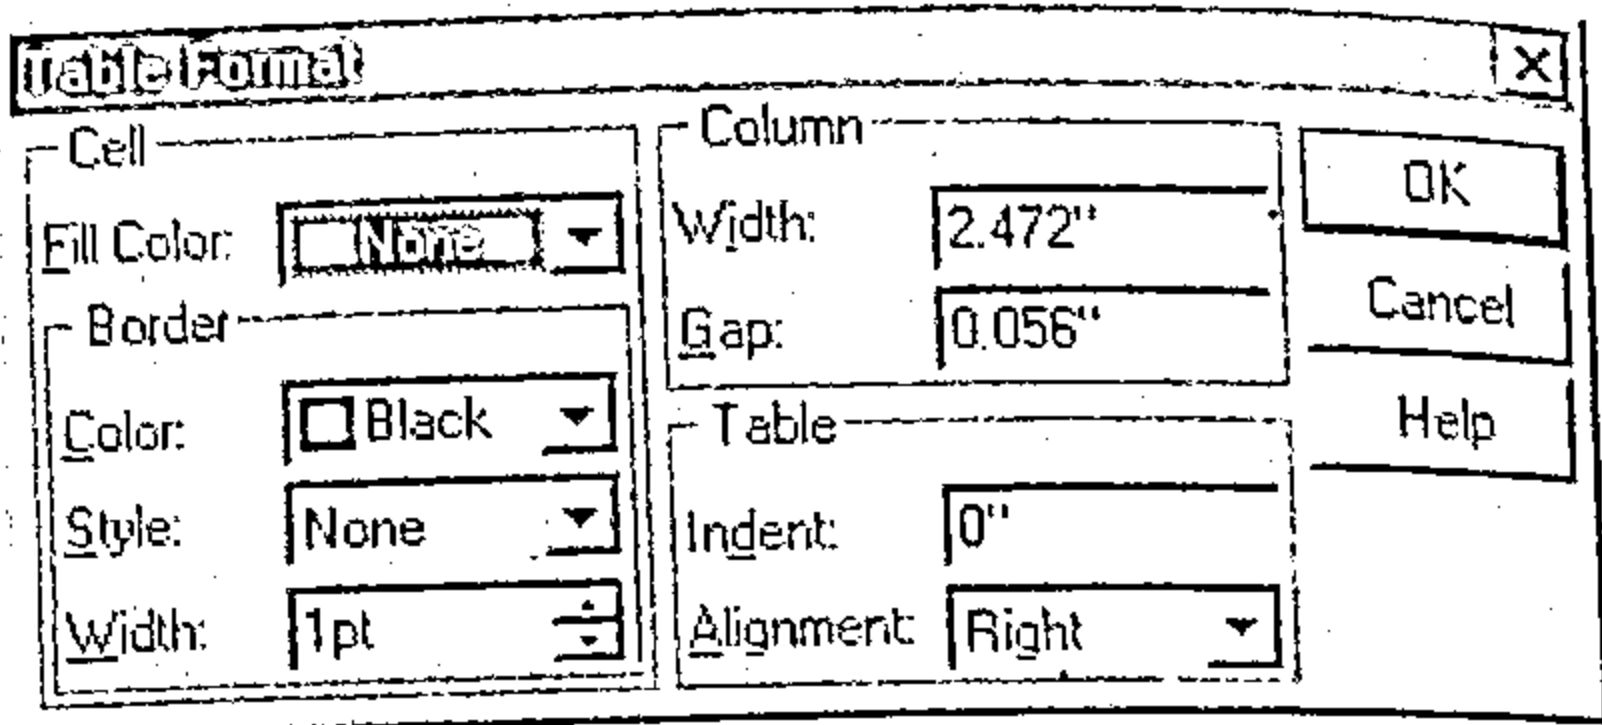 Table Format
Cell
Fill Color: None
Border
Color: Black
Style: None
Width: 1pt
Column
Width: 2.472"
Gap: 0.056"
Table
Indent: 0"
Alignment: Right
OK
Cancel
Help